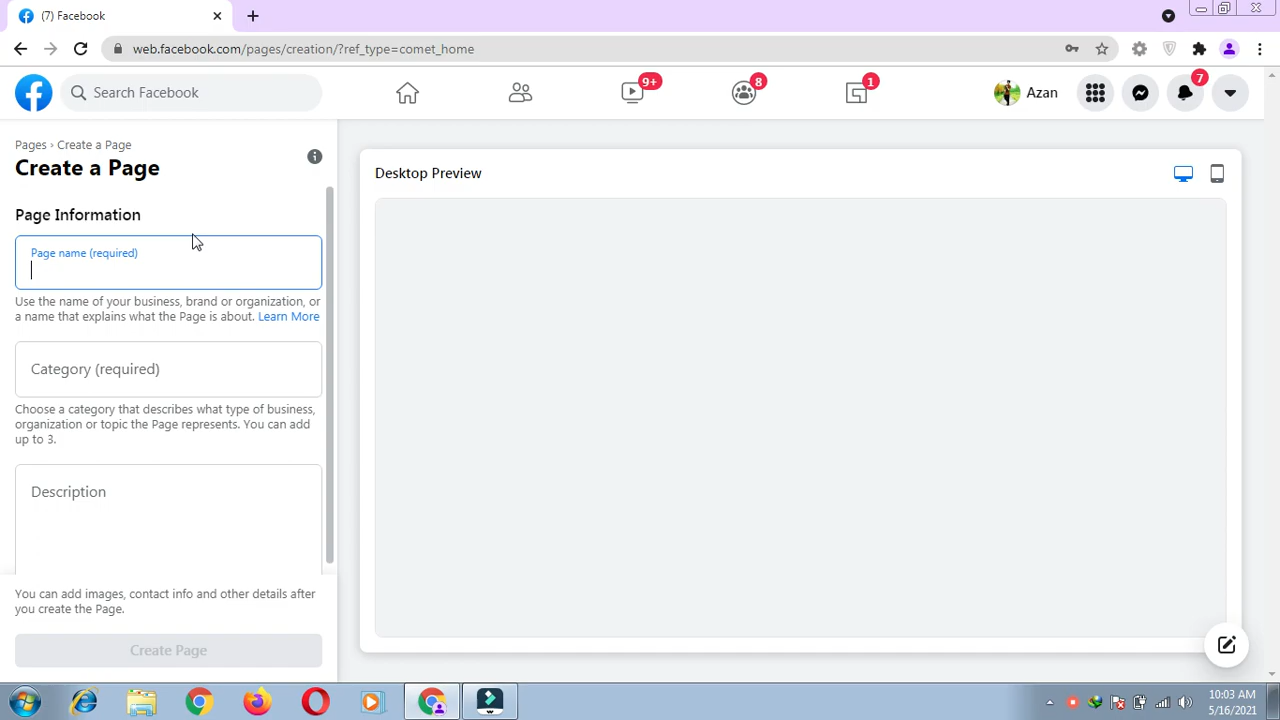 (7) Facebook
web.facebook.com/pages/creation/?ref_type=comet_home
Search Facebook
9+
8
1
Azan
7
Pages › Create a Page
Create a Page
Page Information
Page name (required)
Use the name of your business, brand or organization, or
a name that explains what the Page is about. Learn More
Category (required)
Choose a category that describes what type of business,
organization or topic the Page represents. You can add
up to 3.
Description
You can add images, contact info and other details after
you create the Page.
Create Page
Desktop Preview
10:03 AM
5/16/2021